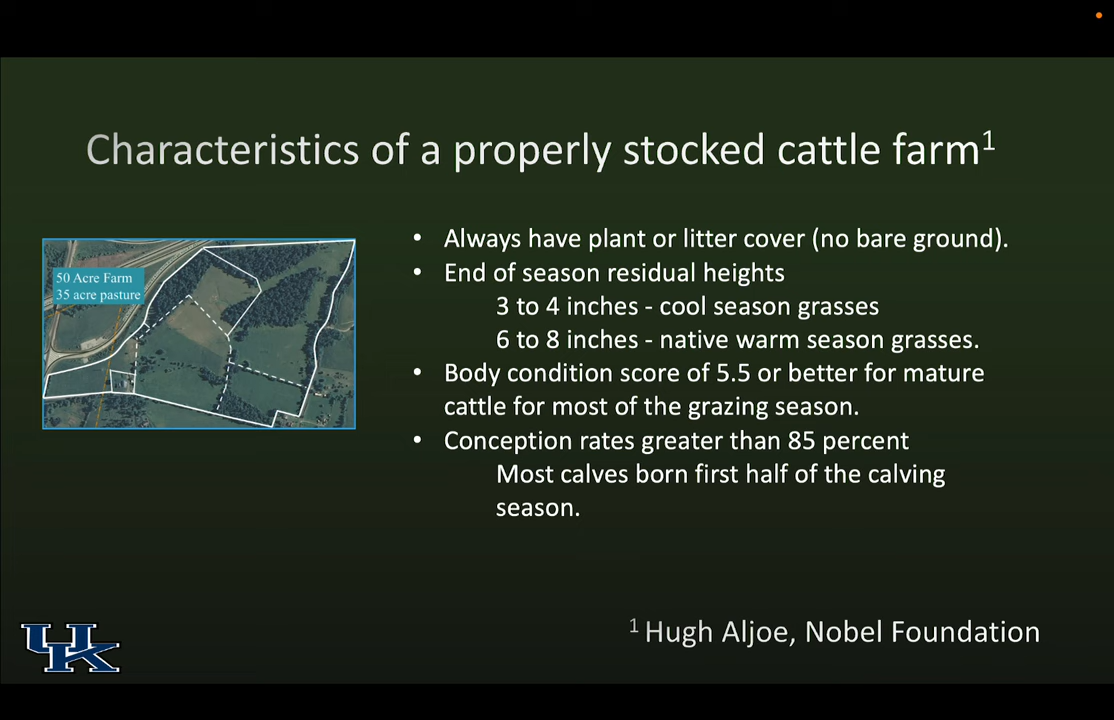 Characteristics of a properly stocked cattle farm¹
50 Acre Farm
35 acre pasture
• Always have plant or litter cover (no bare ground).
• End of season residual heights
3 to 4 inches - cool season grasses
6 to 8 inches - native warm season grasses.
• Body condition score of 5.5 or better for mature
cattle for most of the grazing season.
• Conception rates greater than 85 percent
Most calves born first half of the calving
season.
¹ Hugh Aljoe, Nobel Foundation
UK